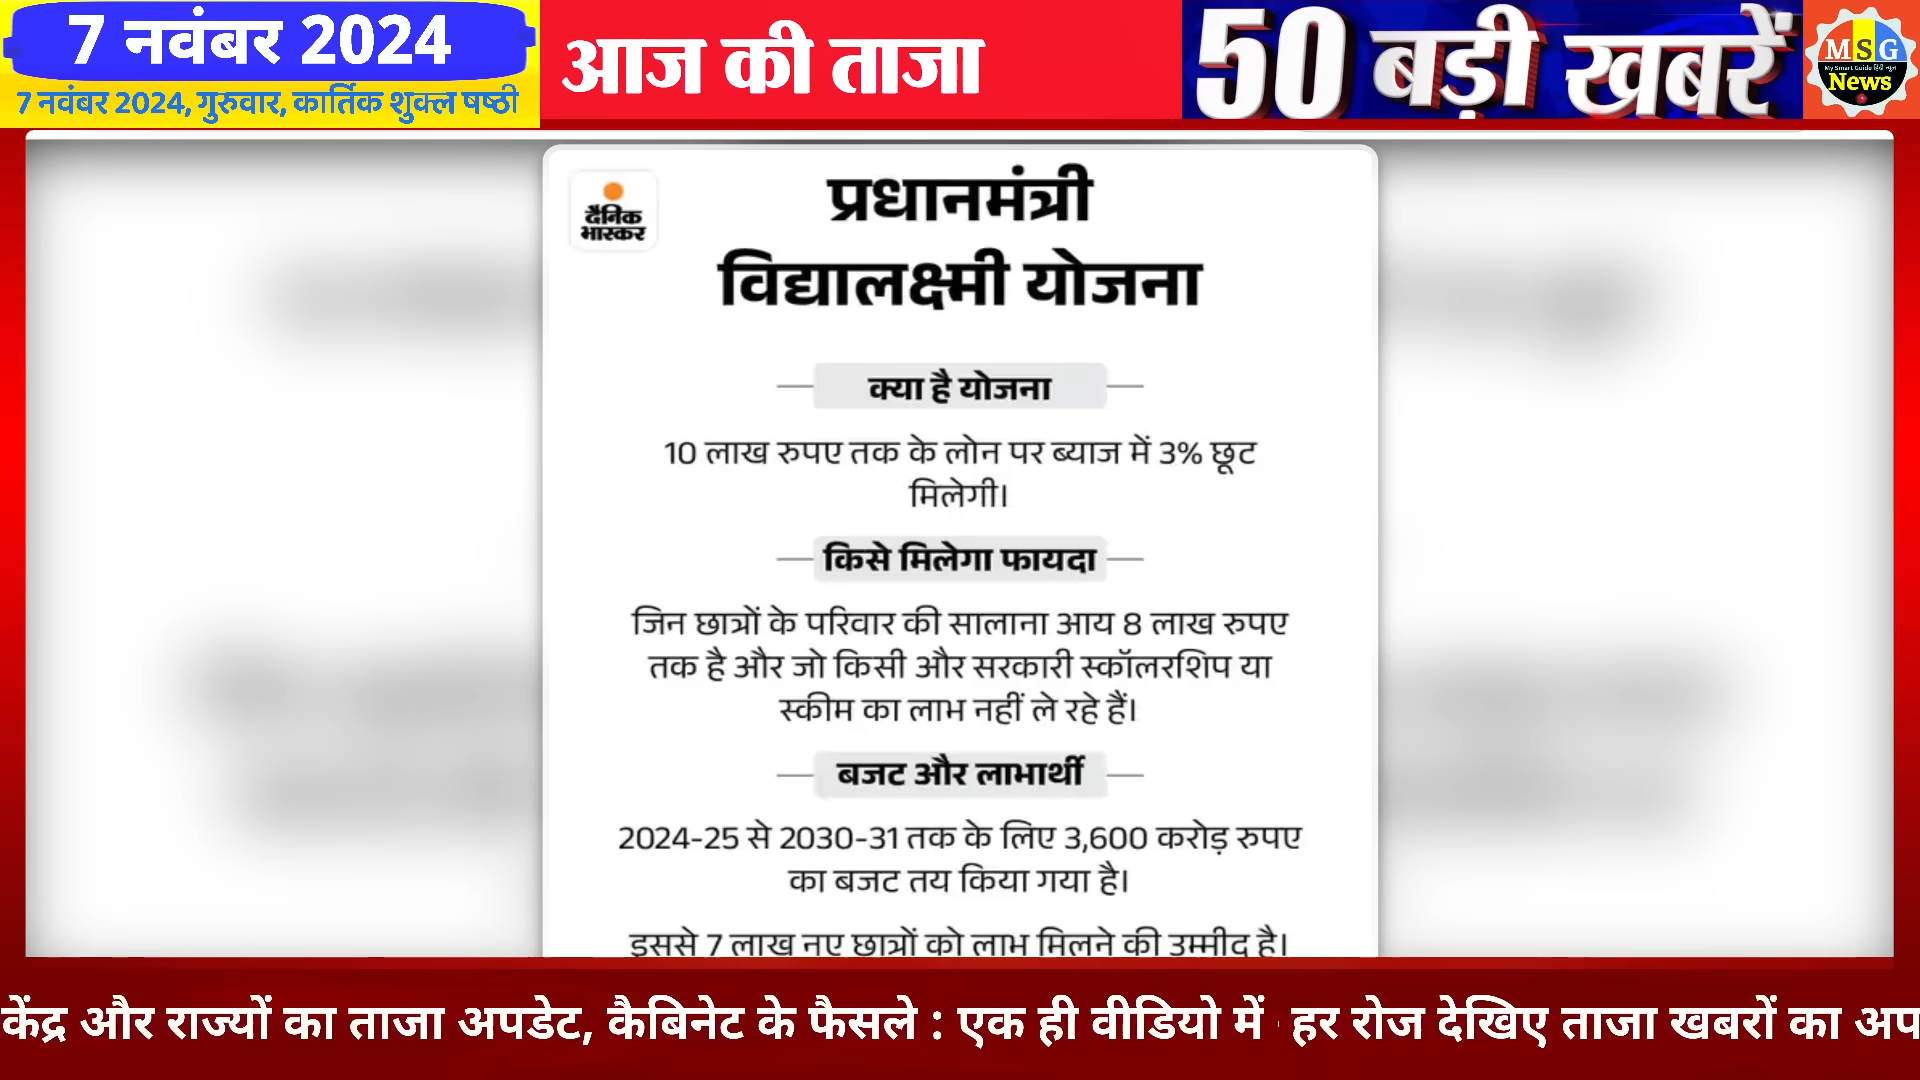 7 नवंबर 2024
7 नवंबर 2024, गुरुवार, कार्तिक शुक्ल षष्ठी
आज की ताजा
50 बड़ी खबरें
MSG
My Smart Guide हिंदी न्यूज़
News
दैनिक
भास्कर
प्रधानमंत्री
विद्यालक्ष्मी योजना
क्या है योजना
10 लाख रुपए तक के लोन पर ब्याज में 3% छूट
मिलेगी।
किसे मिलेगा फायदा
जिन छात्रों के परिवार की सालाना आय 8 लाख रुपए
तक है और जो किसी और सरकारी स्कॉलरशिप या
स्कीम का लाभ नहीं ले रहे हैं।
बजट और लाभार्थी
2024-25 से 2030-31 तक के लिए 3,600 करोड़ रुपए
का बजट तय किया गया है।
इससे 7 लाख नए छात्रों को लाभ मिलने की उम्मीद है।
केंद्र और राज्यों का ताजा अपडेट, कैबिनेट के फैसले : एक ही वीडियो में हर रोज देखिए ताजा खबरों का अप